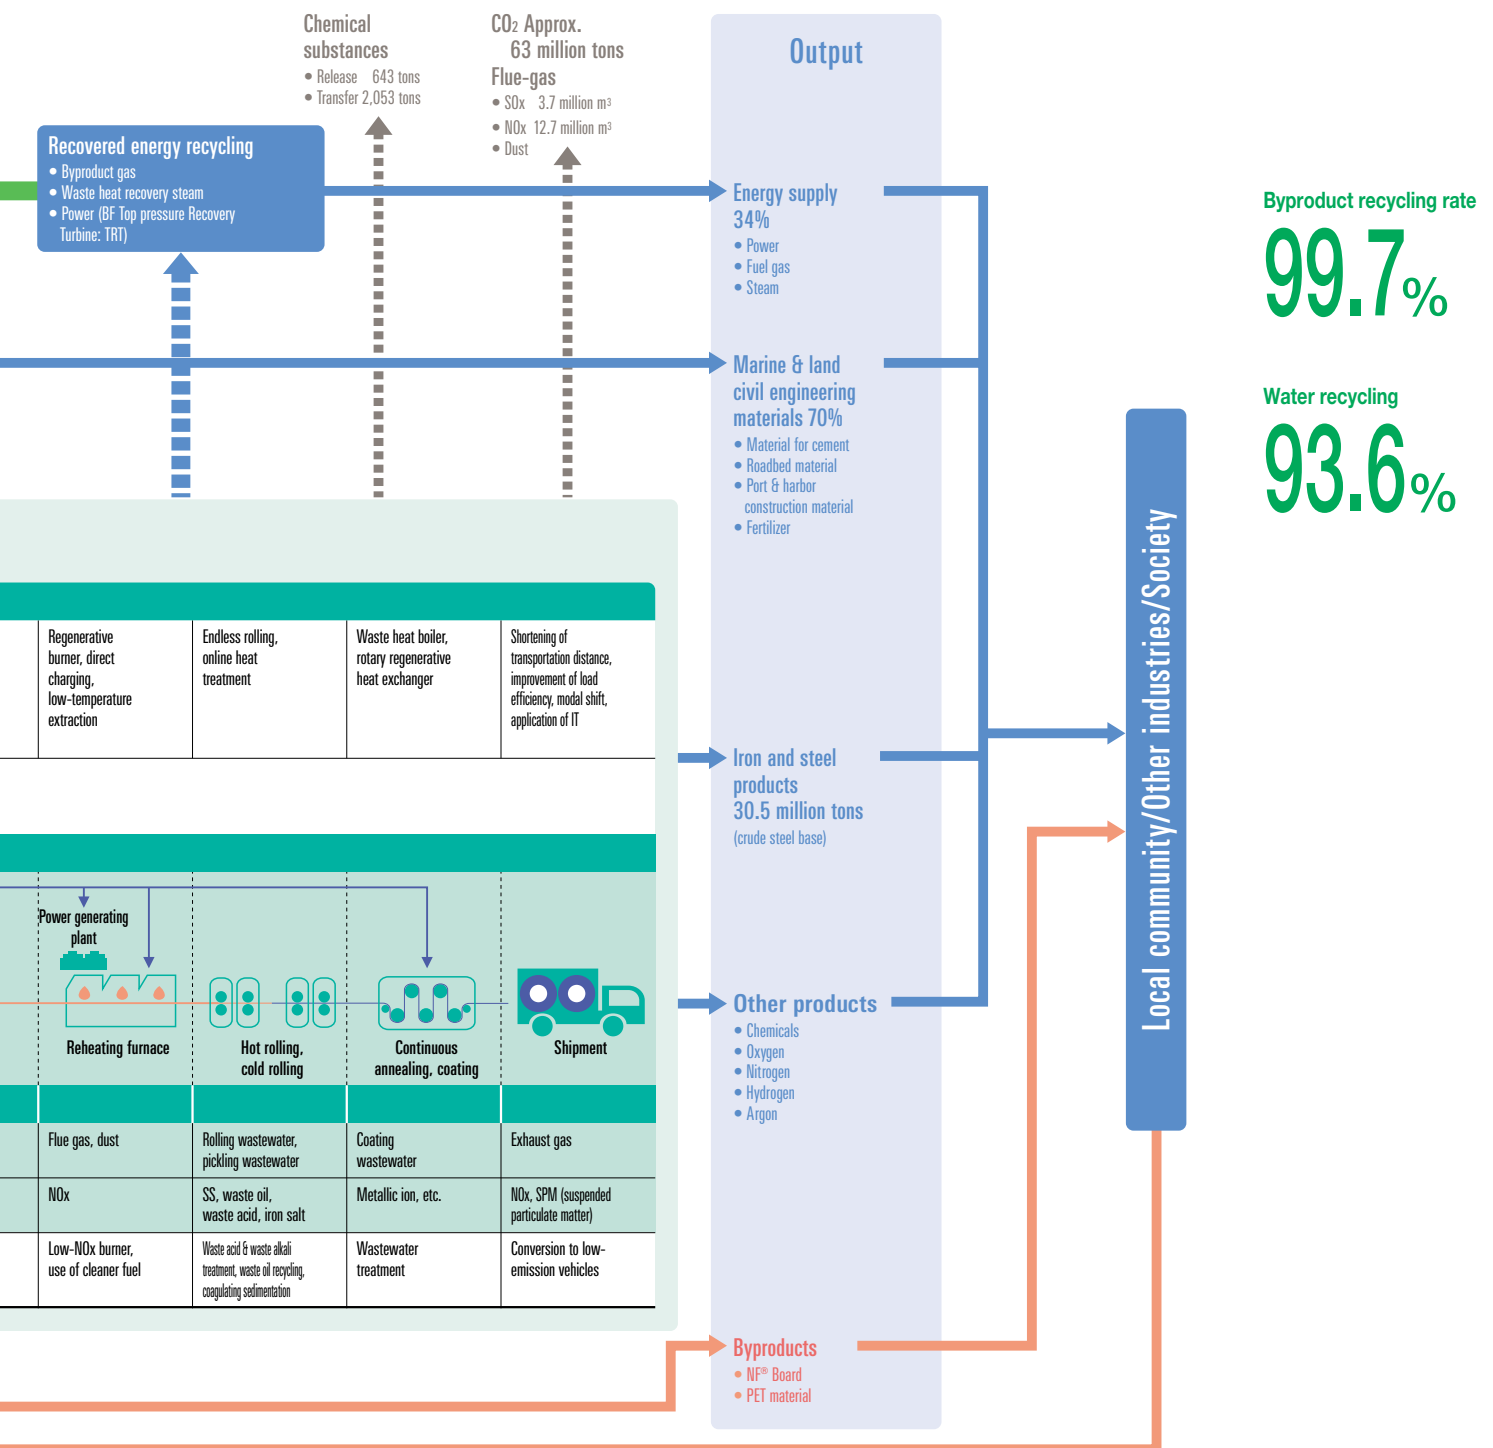 Chemical
substances
• Release 643 tons
• Transfer 2,053 tons
CO2 Approx.
63 million tons
Flue-gas
• SOx 3.7 million m3
• NOx 12.7 million m3
• Dust
Output
Recovered energy recycling
• Byproduct gas
• Waste heat recovery steam
• Power (BF Top pressure Recovery
Turbine: TRT)
Energy supply
34%
• Power
• Fuel gas
• Steam
Marine & land
civil engineering
materials 70%
• Material for cement
• Roadbed material
• Port & harbor
construction material
• Fertilizer
Byproduct recycling rate
99.7%
Water recycling
93.6%
Local community/Other industries/Society
Regenerative
burner, direct
charging,
low-temperature
extraction
Endless rolling,
online heat
treatment
Waste heat boiler,
rotary regenerative
heat exchanger
Shortening of
transportation distance,
improvement of load
efficiency, modal shift,
application of IT
Iron and steel
products
30.5 million tons
(crude steel base)
Power generating
plant
Reheating furnace
Hot rolling,
cold rolling
Continuous
annealing, coating
Shipment
Other products
• Chemicals
• Oxygen
• Nitrogen
• Hydrogen
• Argon
Flue gas, dust
Rolling wastewater,
pickling wastewater
Coating
wastewater
Exhaust gas
NOx
SS, waste oil,
waste acid, iron salt
Metallic ion, etc.
NOx, SPM (suspended
particulate matter)
Low-NOx burner,
use of cleaner fuel
Waste acid & waste alkali
treatment, waste oil recycling,
coagulating sedimentation
Wastewater
treatment
Conversion to low-
emission vehicles
Byproducts
• NF® Board
• PET material